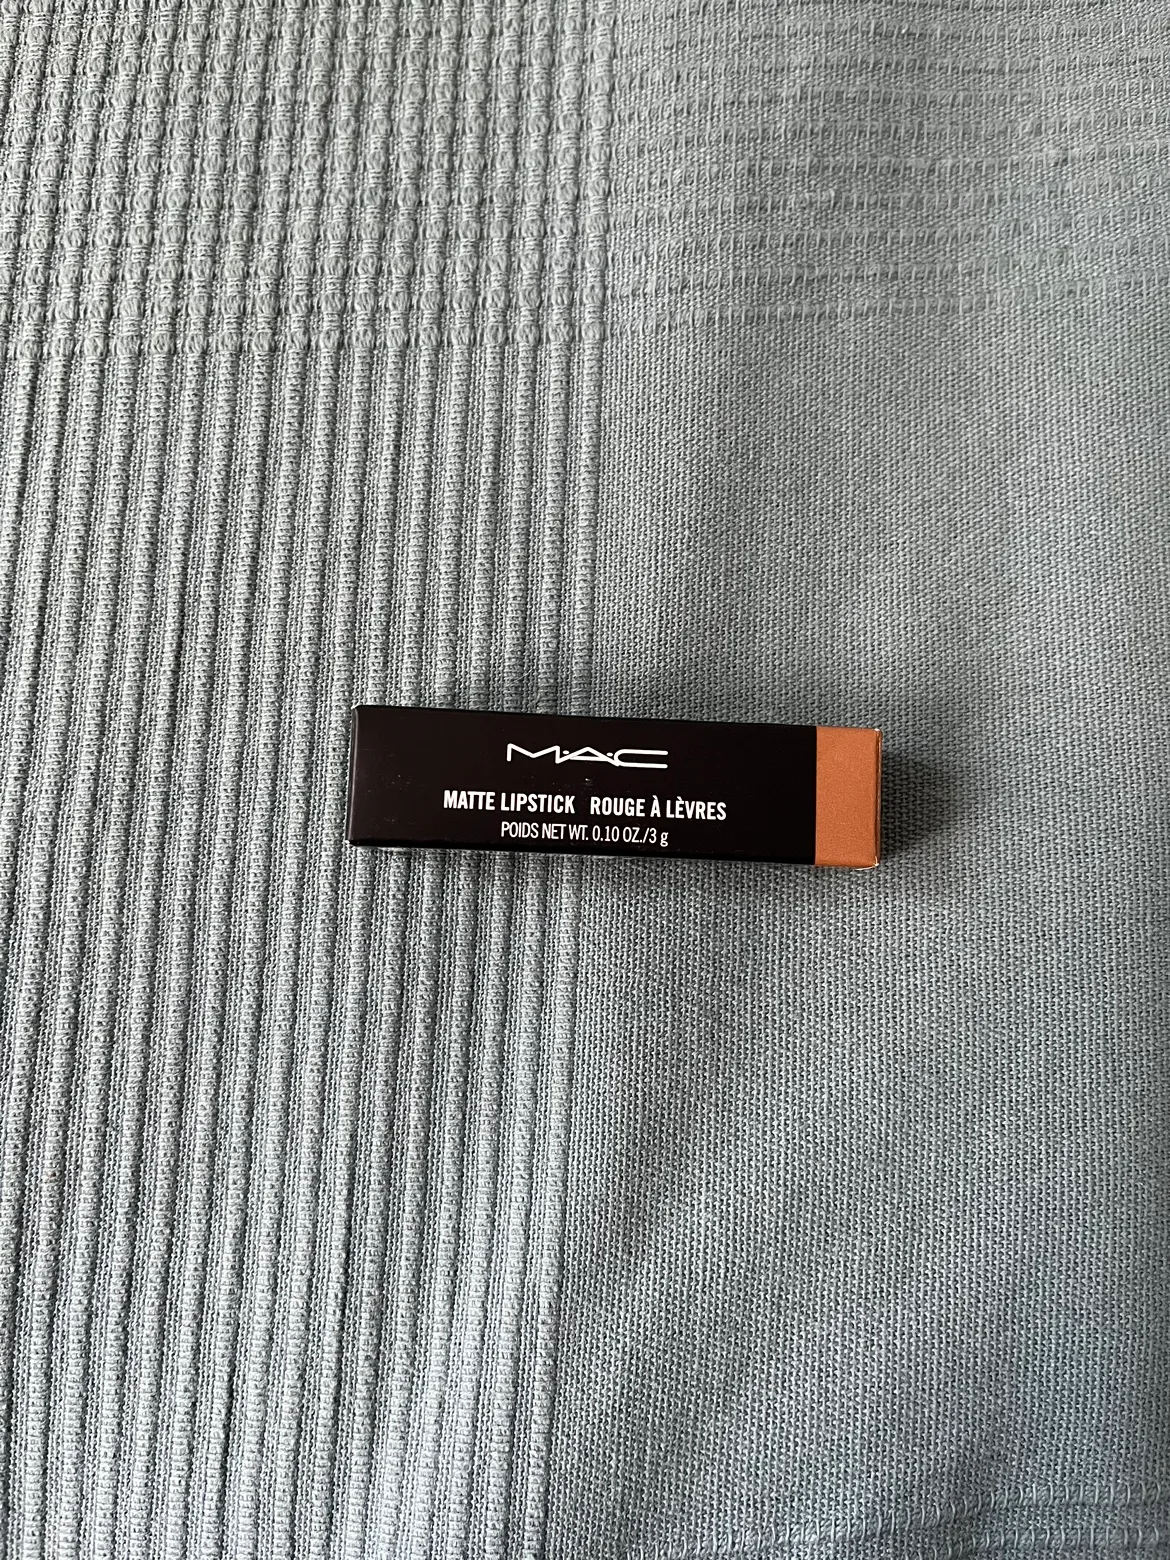 M·A·C
MATTE LIPSTICK ROUGE À LÈVRES
POIDS NET WT. 0.10 OZ./3 g